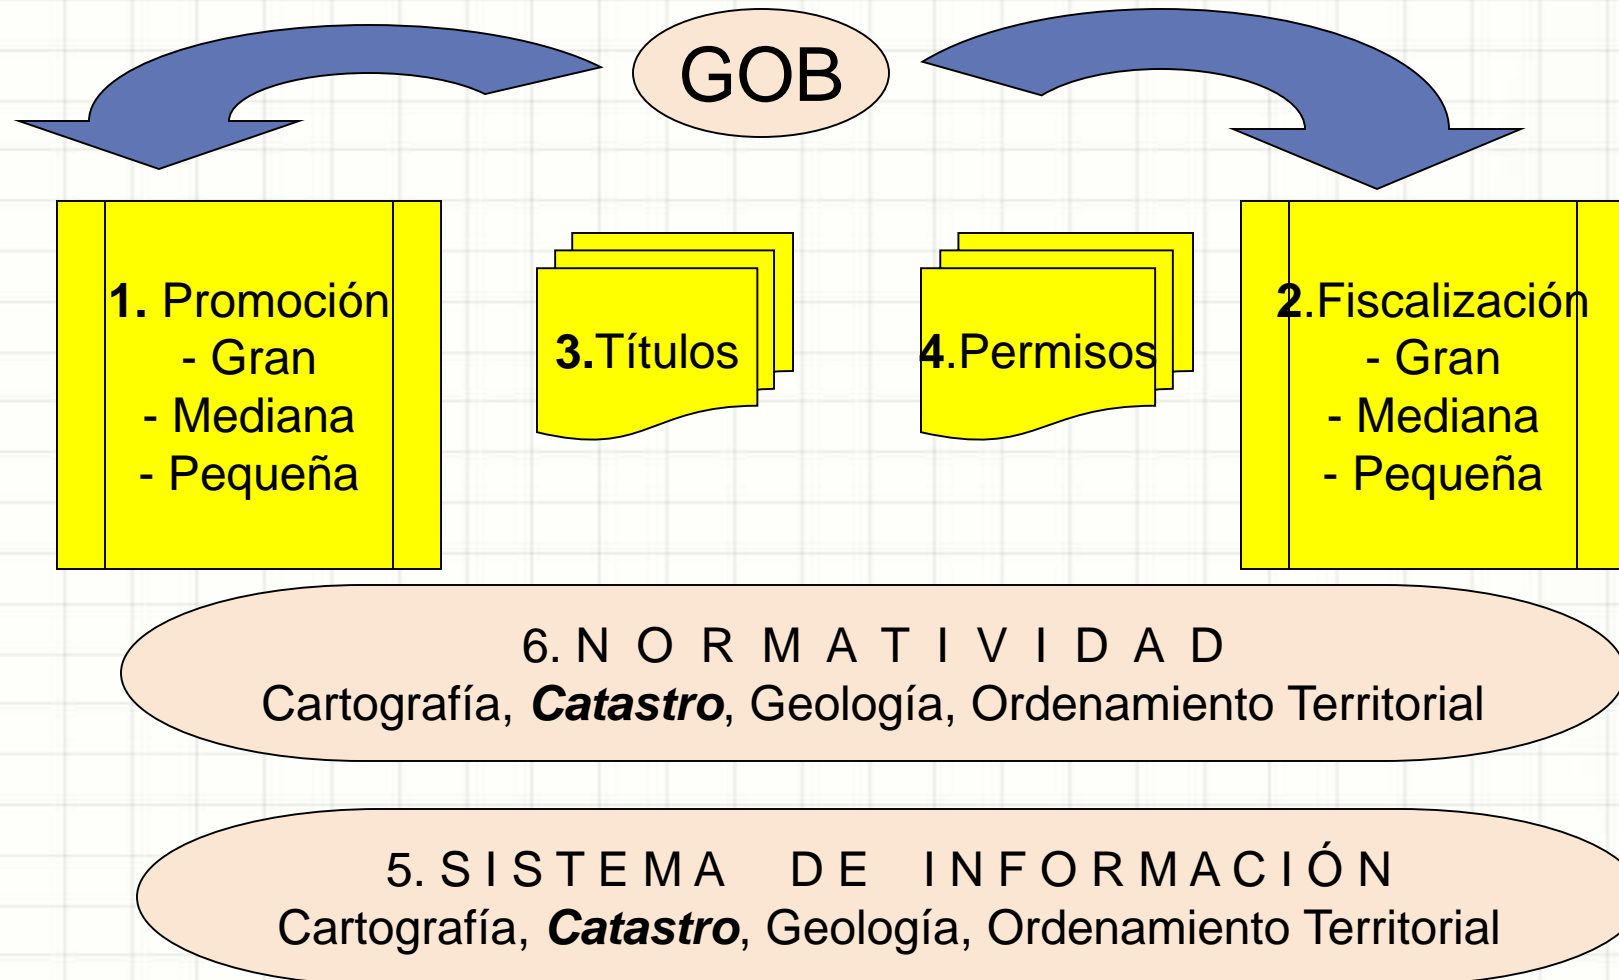 GOB
1. Promoción
- Gran
- Mediana
- Pequeña
3.Títulos
4.Permisos
2.Fiscalización
- Gran
- Mediana
- Pequeña
6. N O R M A T I V I D A D
Cartografía, Catastro, Geología, Ordenamiento Territorial
5. S I S T E M A D E I N F O R M A C I Ó N
Cartografía, Catastro, Geología, Ordenamiento Territorial